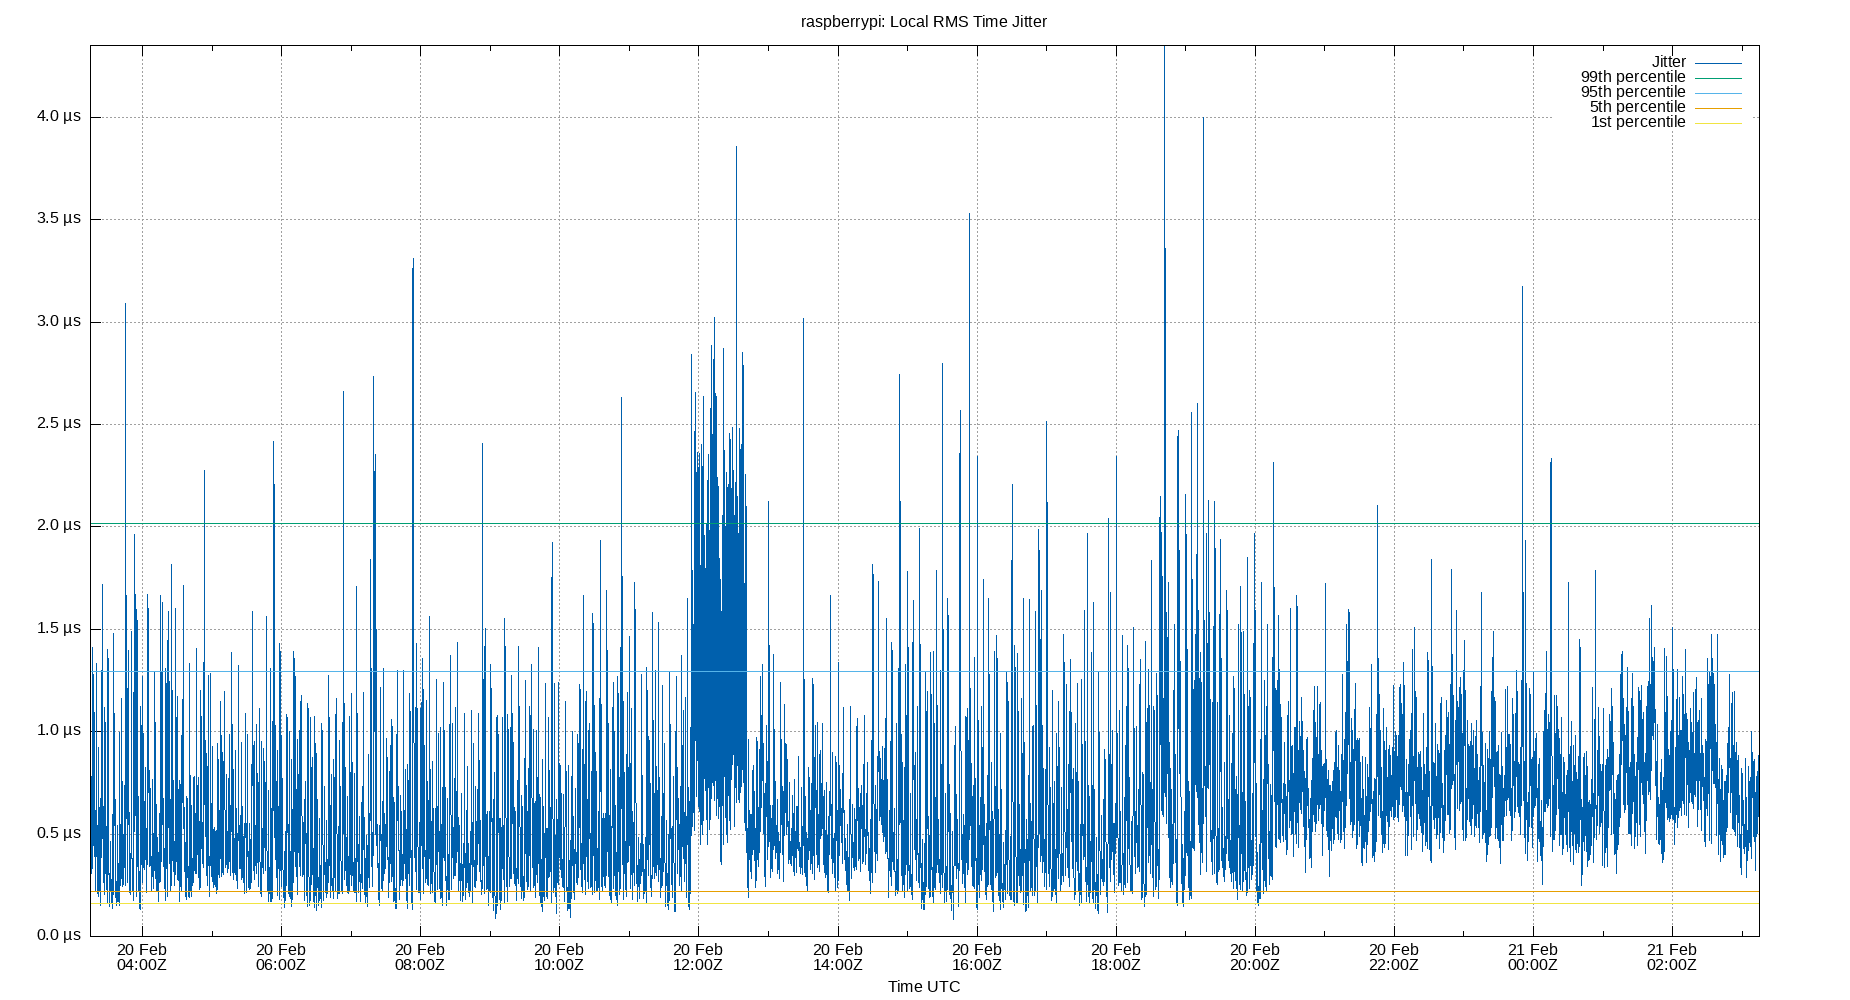 raspberrypi: Local RMS Time Jitter
Jitter
99th percentile
95th percentile
5th percentile
1st percentile
4.0 µs
3.5 µs
3.0 µs
2.5 µs
2.0 µs
1.5 µs
1.0 µs
0.5 µs
0.0 µs
20 Feb 20 Feb 20 Feb 20 Feb 20 Feb 20 Feb 20 Feb 20 Feb 20 Feb 20 Feb 21 Feb 21 Feb
04:00Z 06:00Z 08:00Z 10:00Z 12:00Z 14:00Z 16:00Z 18:00Z 20:00Z 22:00Z 00:00Z 02:00Z
Time UTC